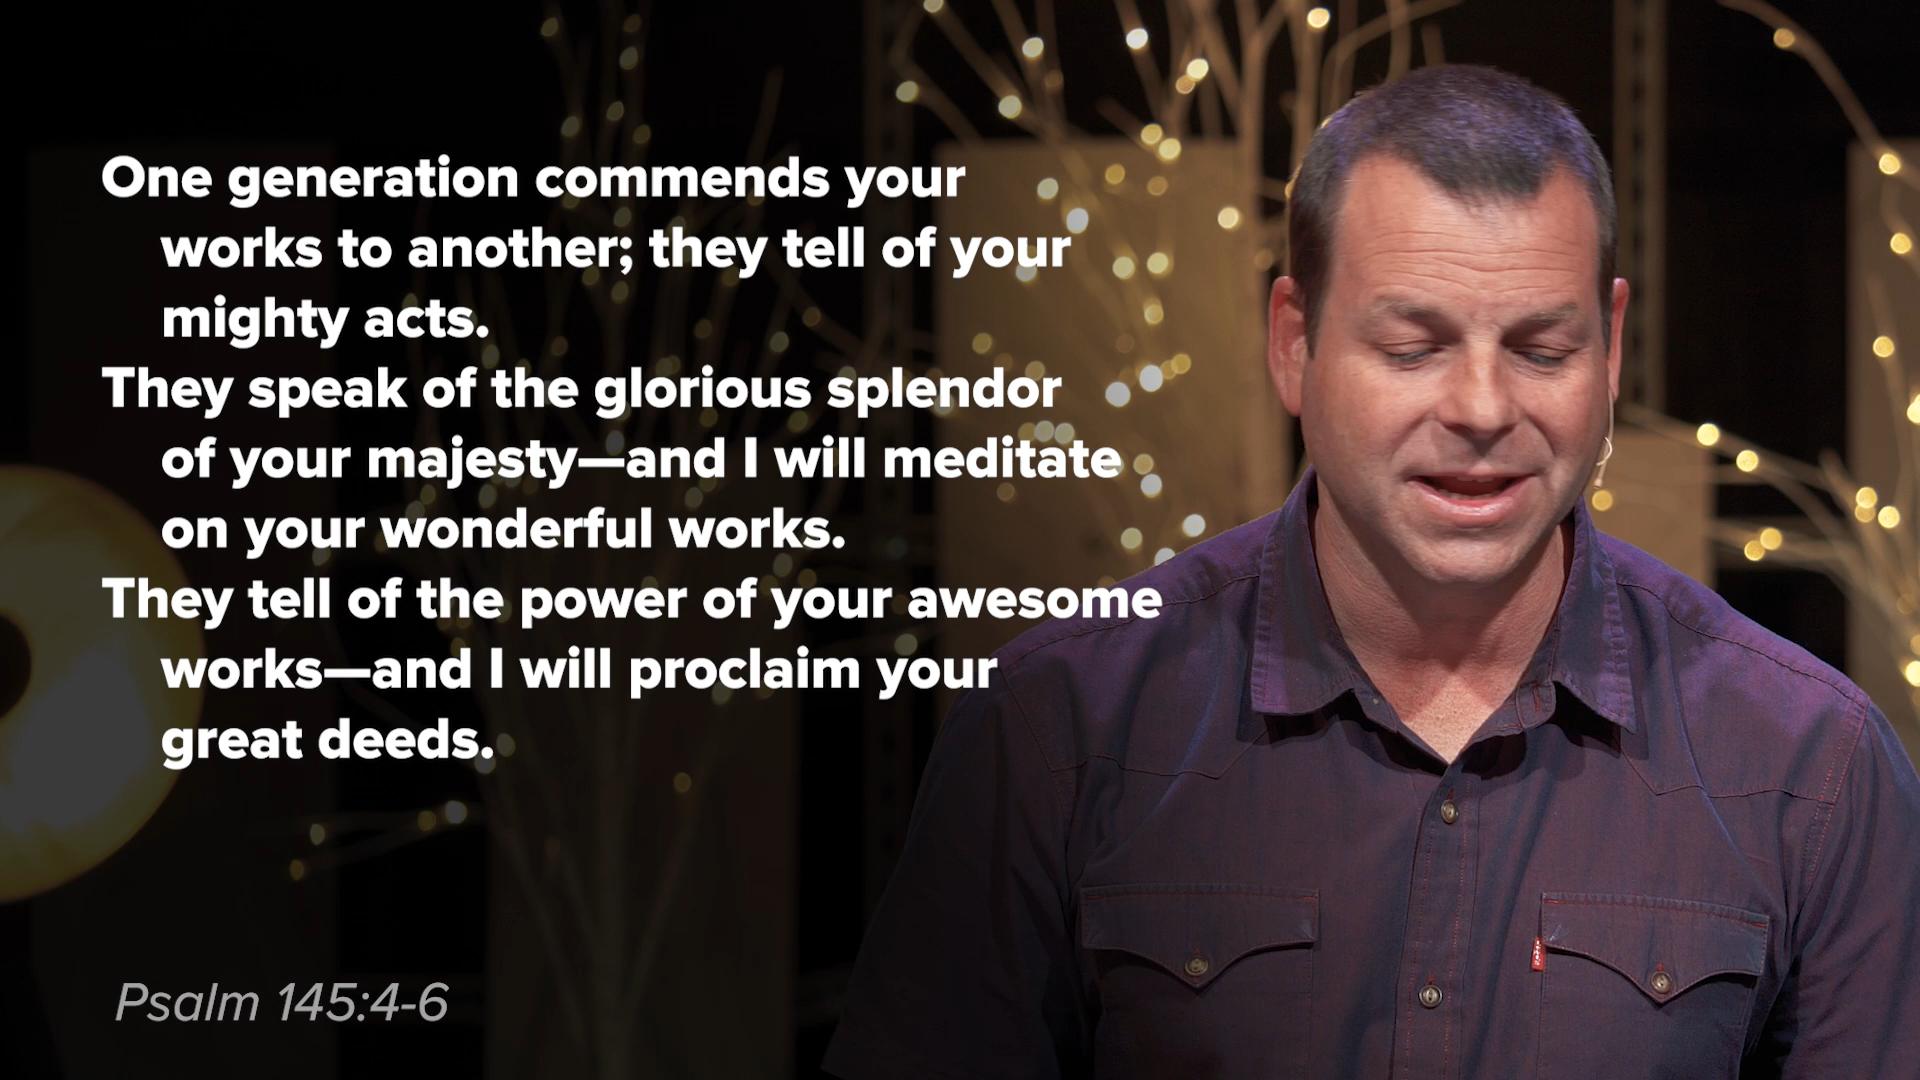 One generation commends your
works to another; they tell of your
mighty acts.
They speak of the glorious splendor
of your majesty—and I will meditate
on your wonderful works.
They tell of the power of your awesome
works—and I will proclaim your
great deeds.
Psalm 145:4-6